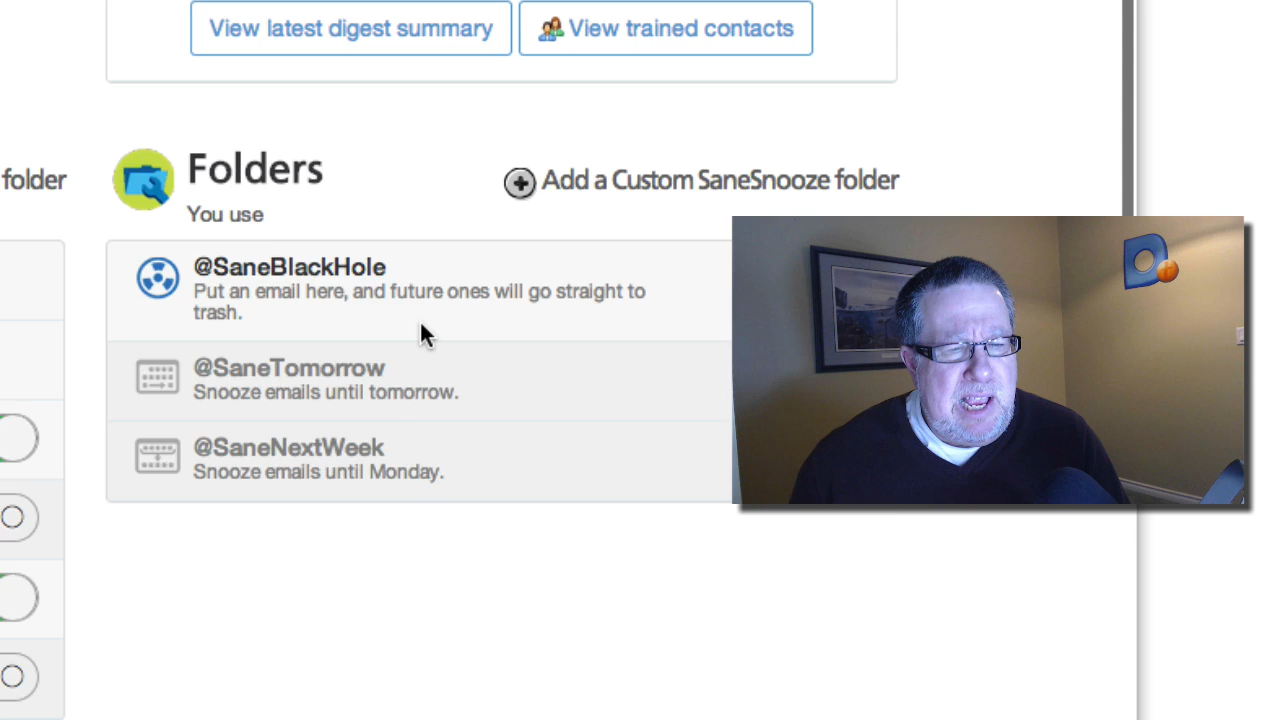 View latest digest summary
View trained contacts
folder
Folders
Add a Custom SaneSnooze folder
You use
@SaneBlackHole
Put an email here, and future ones will go straight to
trash.
@SaneTomorrow
Snooze emails until tomorrow.
@SaneNextWeek
Snooze emails until Monday.